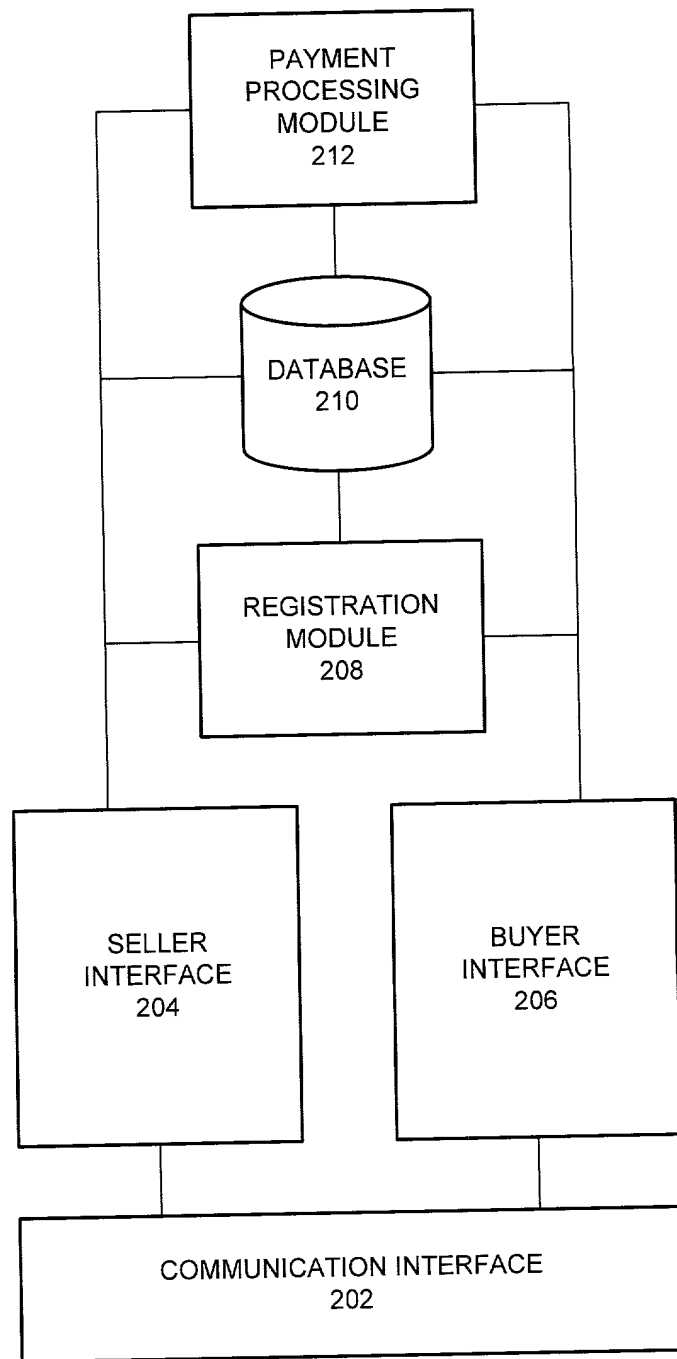 PAYMENT
PROCESSING
MODULE
212
DATABASE
210
REGISTRATION
MODULE
208
SELLER
INTERFACE
204
BUYER
INTERFACE
206
COMMUNICATION INTERFACE
202